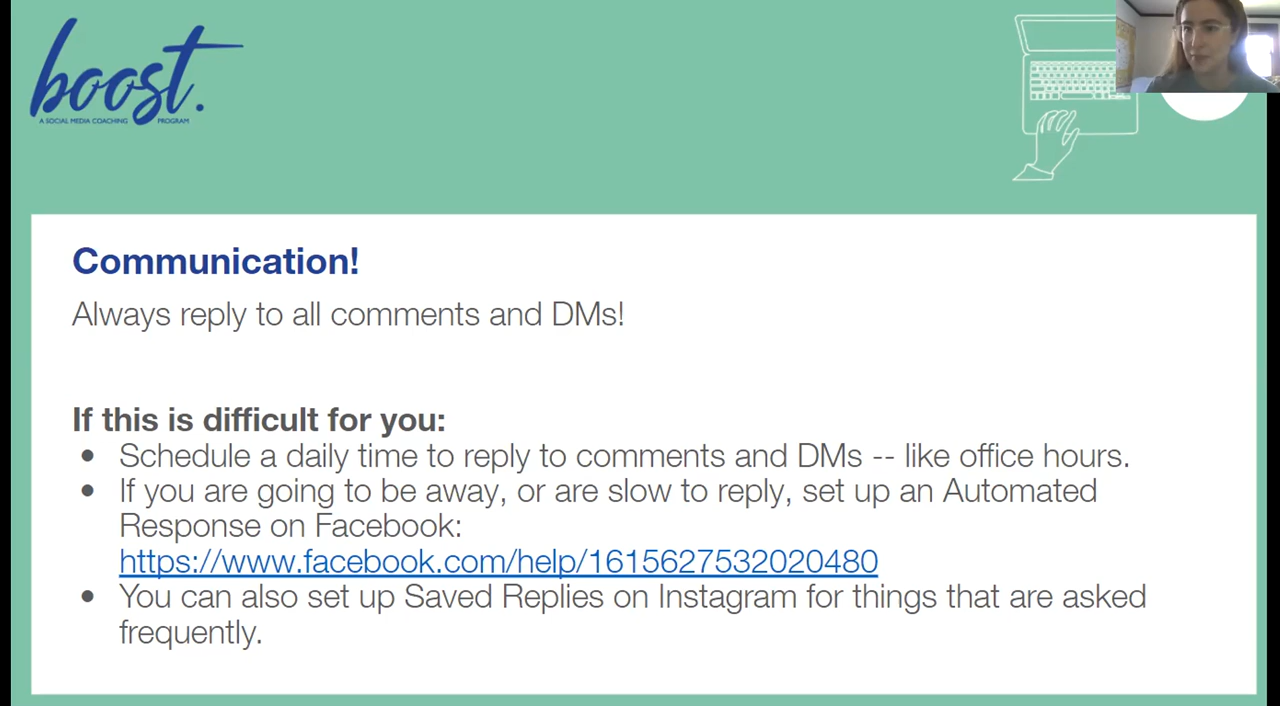 boost.
A SOCIAL MEDIA COACHING PROGRAM
Communication!
Always reply to all comments and DMs!
If this is difficult for you:
● Schedule a daily time to reply to comments and DMs -- like office hours.
● If you are going to be away, or are slow to reply, set up an Automated
Response on Facebook:
https://www.facebook.com/help/1615627532020480
● You can also set up Saved Replies on Instagram for things that are asked
frequently.